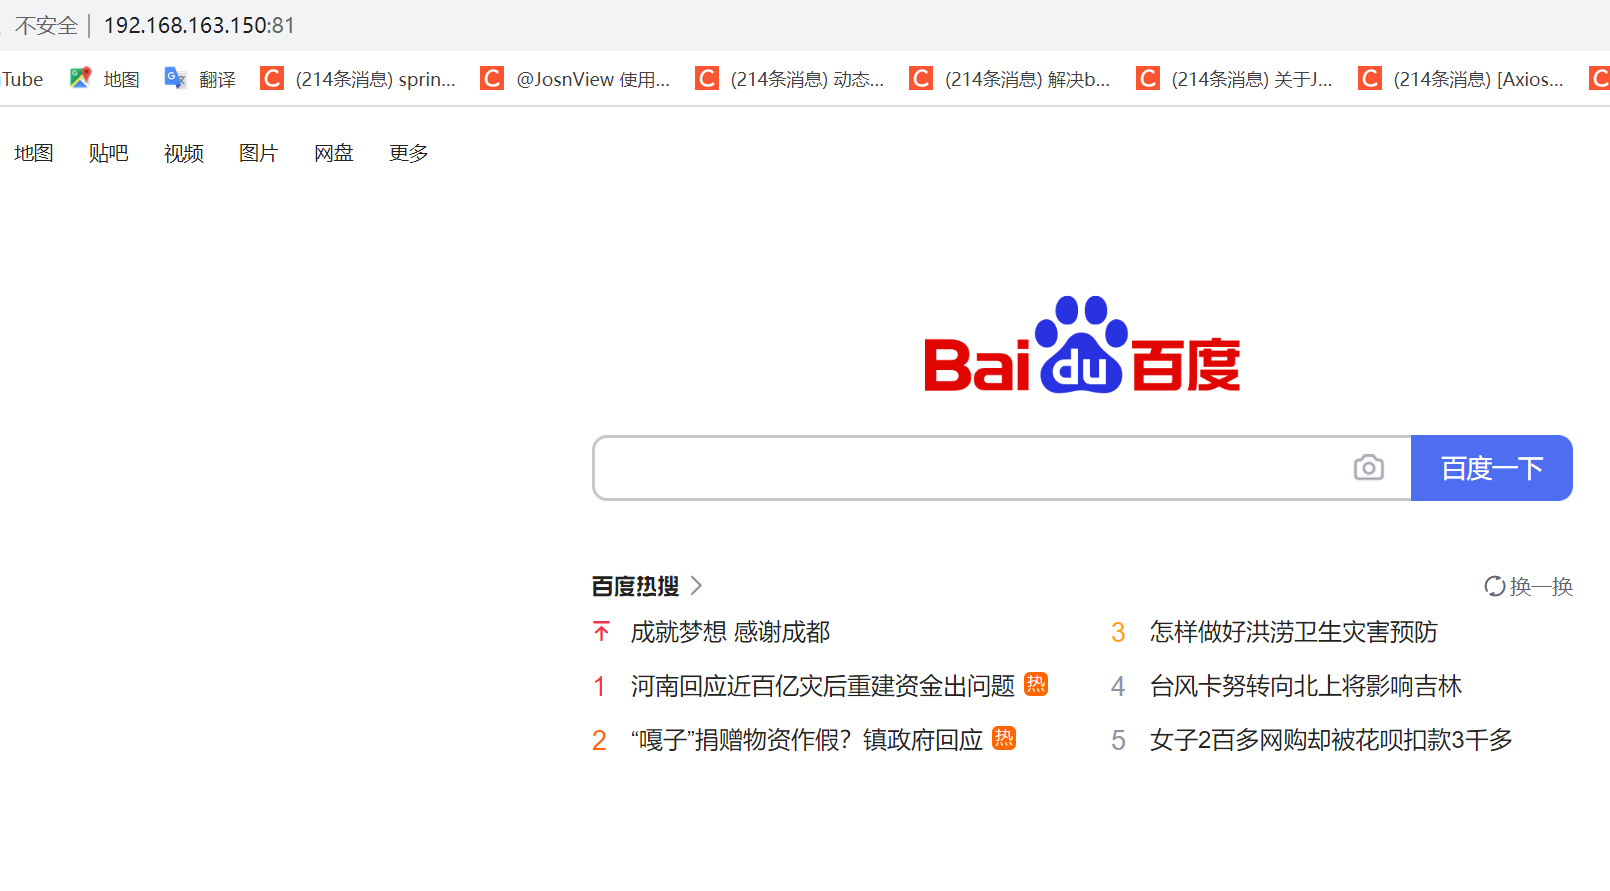 不安全 | 192.168.163.150:81
Tube 地图 翻译 (214条消息) sprin... @JosnView 使用... (214条消息) 动态... (214条消息) 解决b... (214条消息) 关于J... (214条消息) [Axios...
地图 贴吧 视频 图片 网盘 更多
Bai du 百度
百度一下
百度热搜
换一换
成就梦想 感谢成都
1 河南回应近百亿灾后重建资金出问题 热
2 “嘎子”捐赠物资作假？镇政府回应 热
3 怎样做好洪涝卫生灾害预防
4 台风卡努转向北上将影响吉林
5 女子2百多网购却被花呗扣款3千多